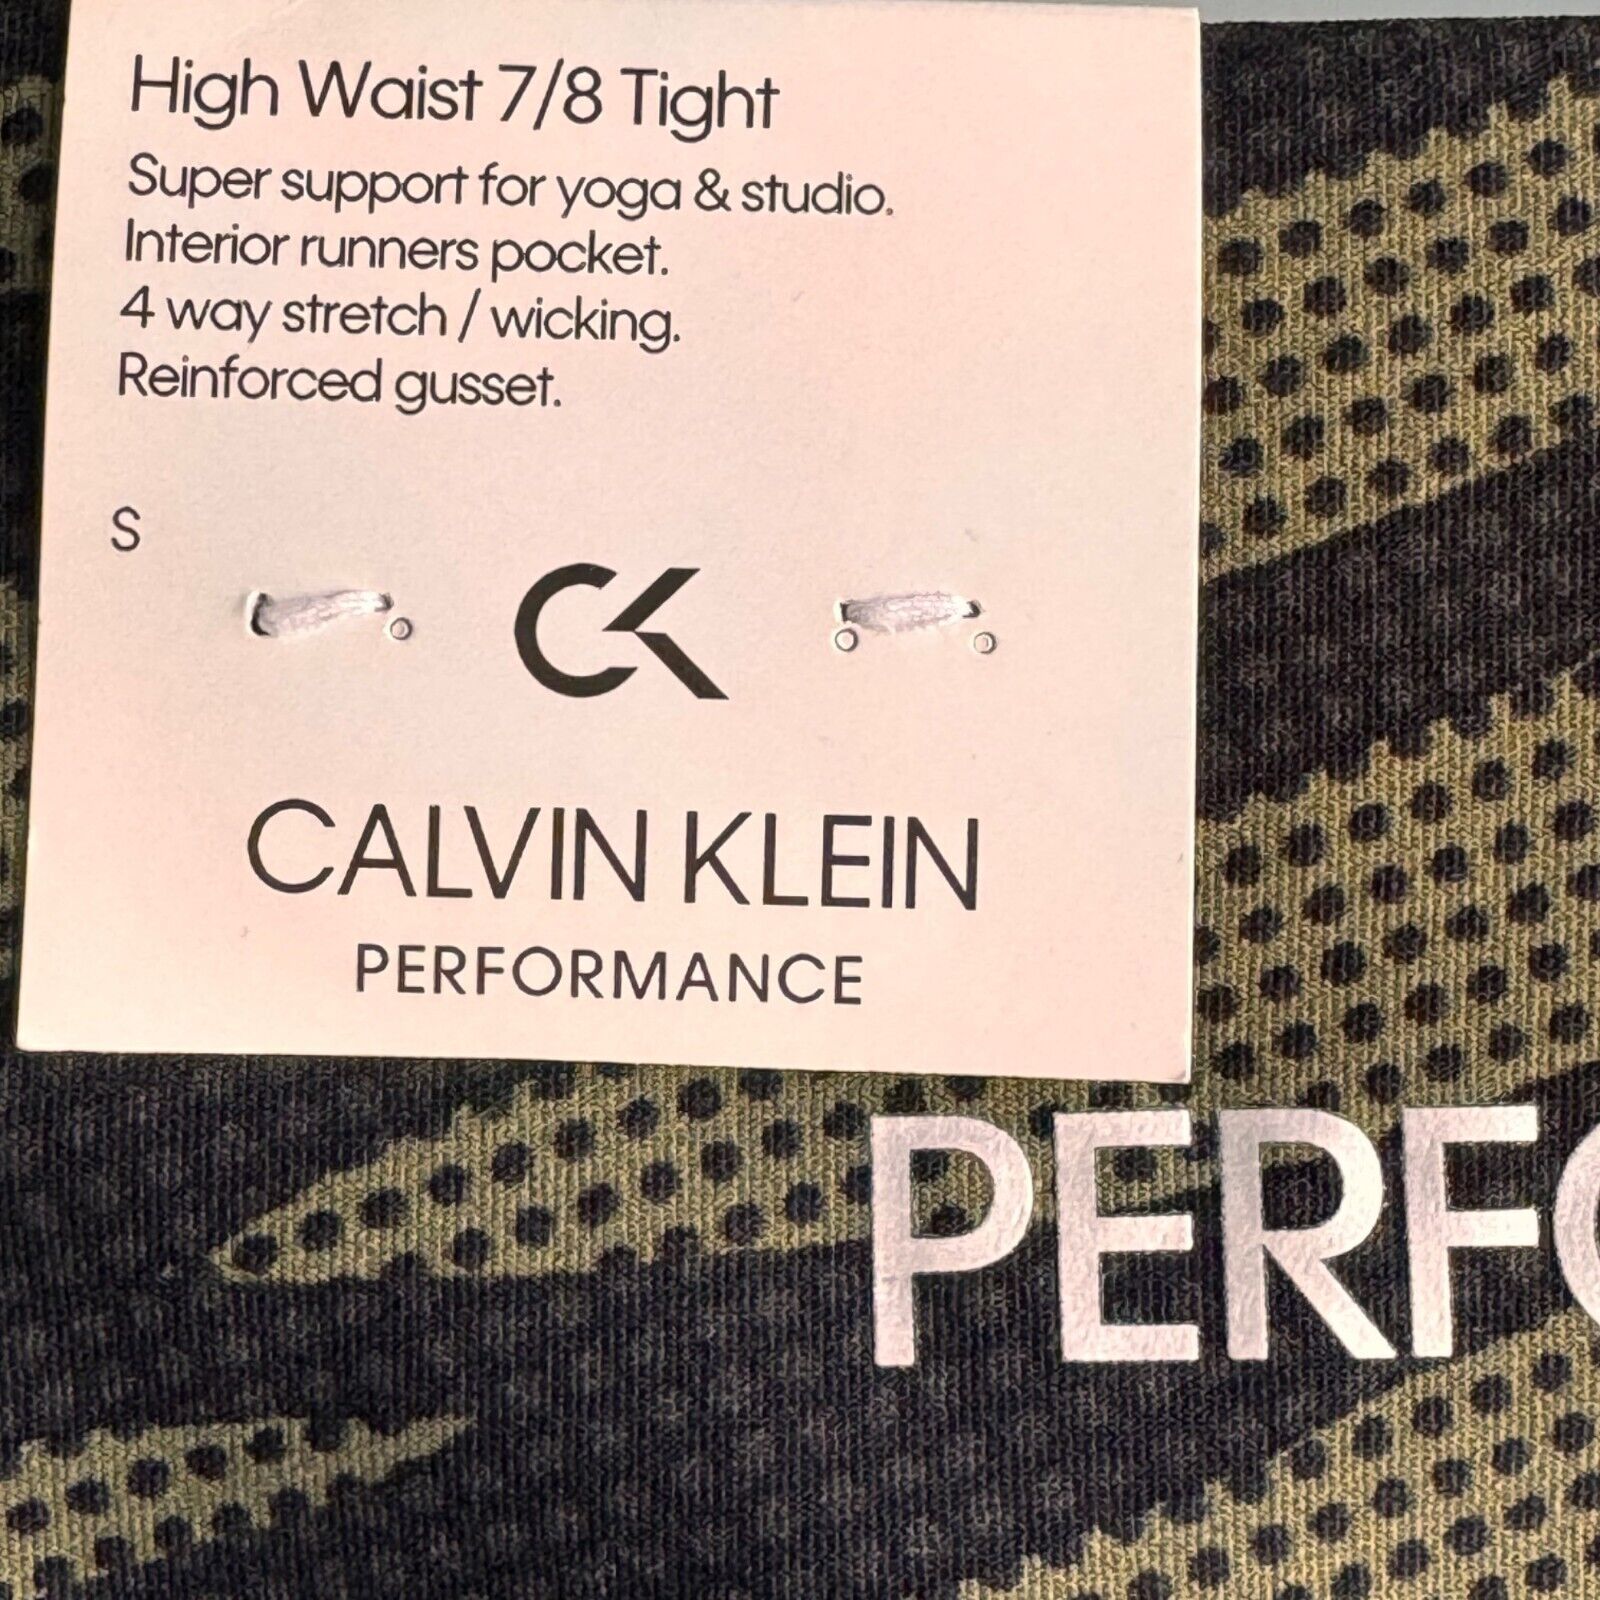 High Waist 7/8 Tight
Super support for yoga & studio.
Interior runners pocket.
4 way stretch / wicking.
Reinforced gusset.
S
CK
CALVIN KLEIN
PERFORMANCE
PERFO